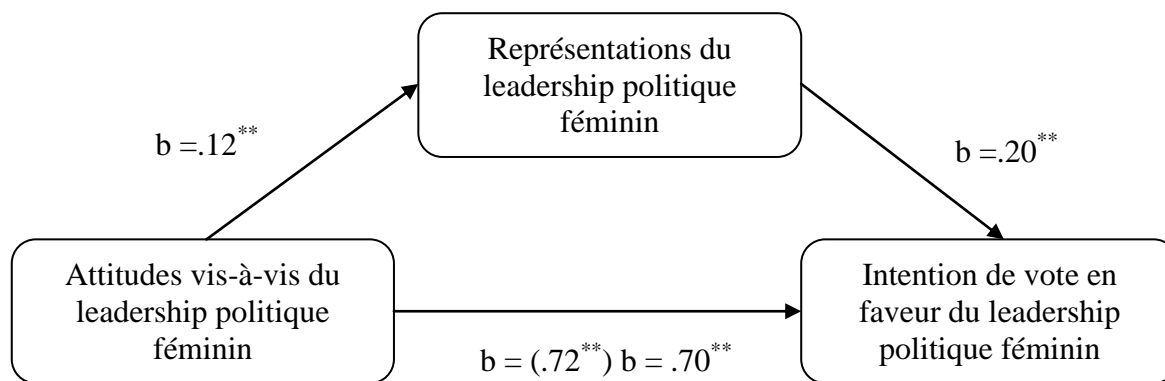 Représentations du
leadership politique
féminin
b =.12**
b =.20**
Attitudes vis-à-vis du
leadership politique
féminin
Intention de vote en
faveur du leadership
politique féminin
b = (.72**) b = .70**